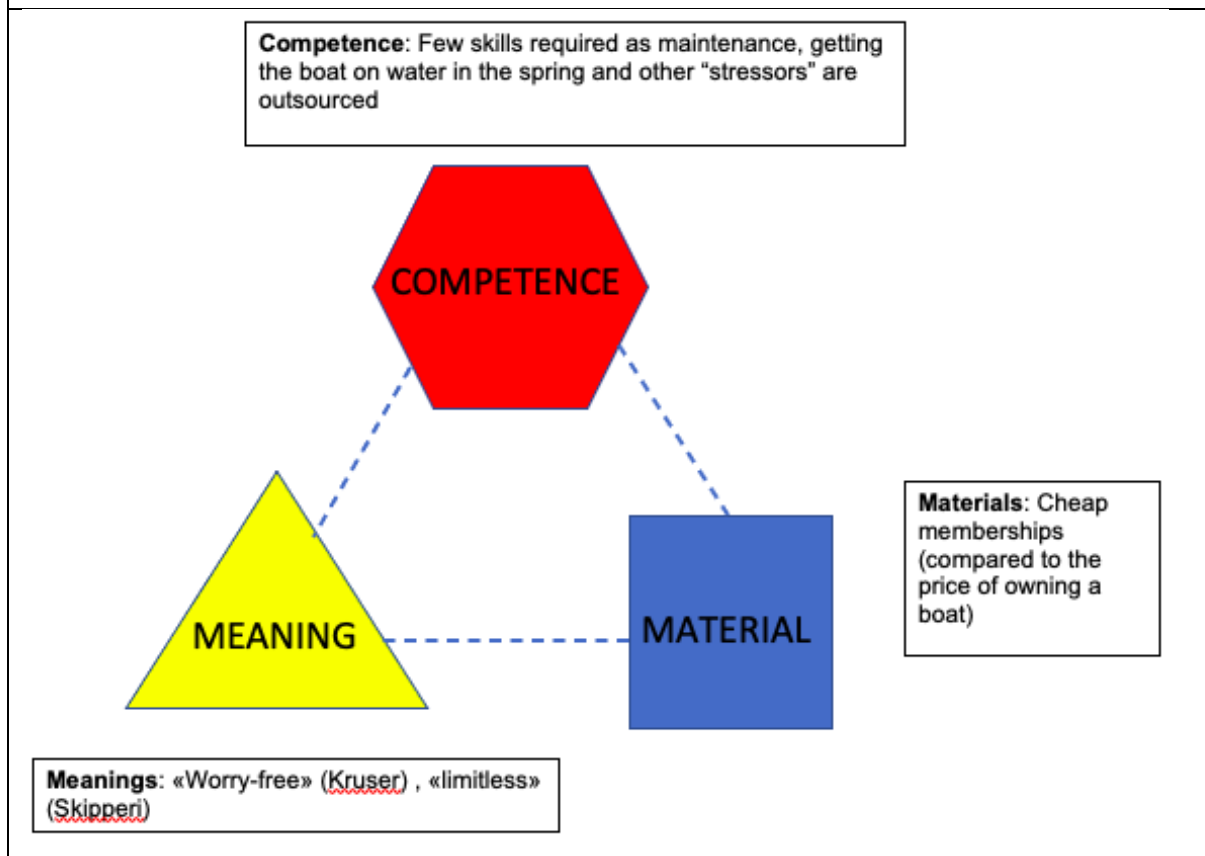 Competence: Few skills required as maintenance, getting
the boat on water in the spring and other “stressors” are
outsourced
COMPETENCE
MEANING
MATERIAL
Materials: Cheap
memberships
(compared to the
price of owning a
boat)
Meanings: «Worry-free» (Kruser) , «limitless»
(Skipperi)